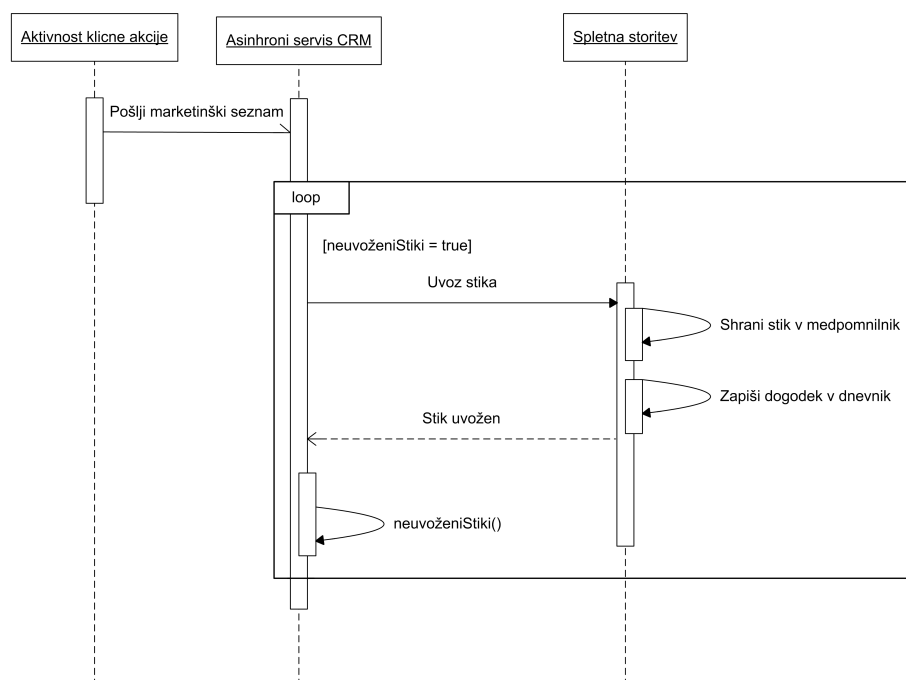 Aktivnost klicne akcije
Asinhroni servis CRM
Spletna storitev
Pošlji marketinški seznam
loop
[neuvoženiStiki = true]
Uvoz stika
Shrani stik v medpomnilnik
Zapiši dogodek v dnevnik
Stik uvožen
neuvoženiStiki()